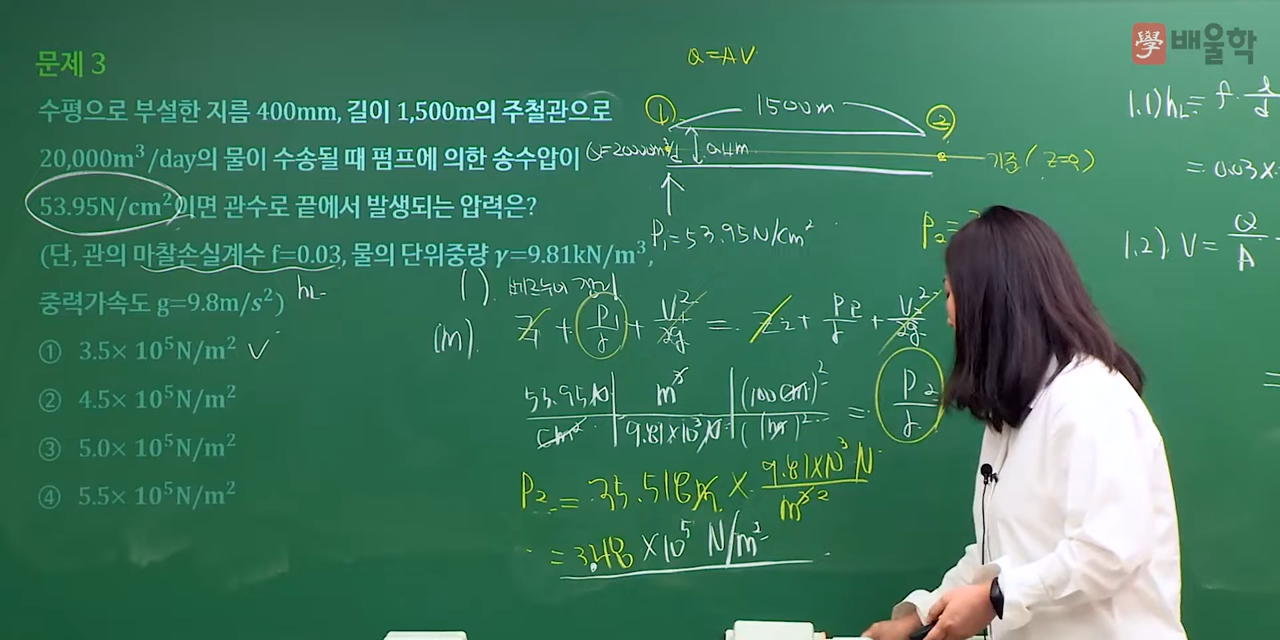 學 배울학
문제 3
수평으로 부설한 지름 400mm, 길이 1,500m의 주철관으로
20,000m³/day의 물이 수송될 때 펌프에 의한 송수압이
53.95N/cm²이면 관수로 끝에서 발생되는 압력은?
(단, 관의 마찰손실계수 f=0.03, 물의 단위중량 γ=9.81kN/m³,
중력가속도 g=9.8m/s²)
hL
① 3.5× 10⁵N/m² ✓
② 4.5× 10⁵N/m²
③ 5.0× 10⁵N/m²
④ 5.5× 10⁵N/m²
Q=AV
① 1500m ②
0.4m
기준( Z=0)
P₁=53.95N/cm²
P₂=
1). 베르누이 정리
(m). Z₁ + P₁/γ + V₁²/2g = Z₂ + P₂/γ + V₂²/2g
53.95N/cm² | m³/9.81×10³N | (100cm)²/(1m)² = P₂/γ
P₂ = 35.518m × 9.81×10³N/m³ ²
= 3.48 ×10⁵ N/m²
1.1) hL= f · l/d
= 0.03×
1.2). V = Q/A
=